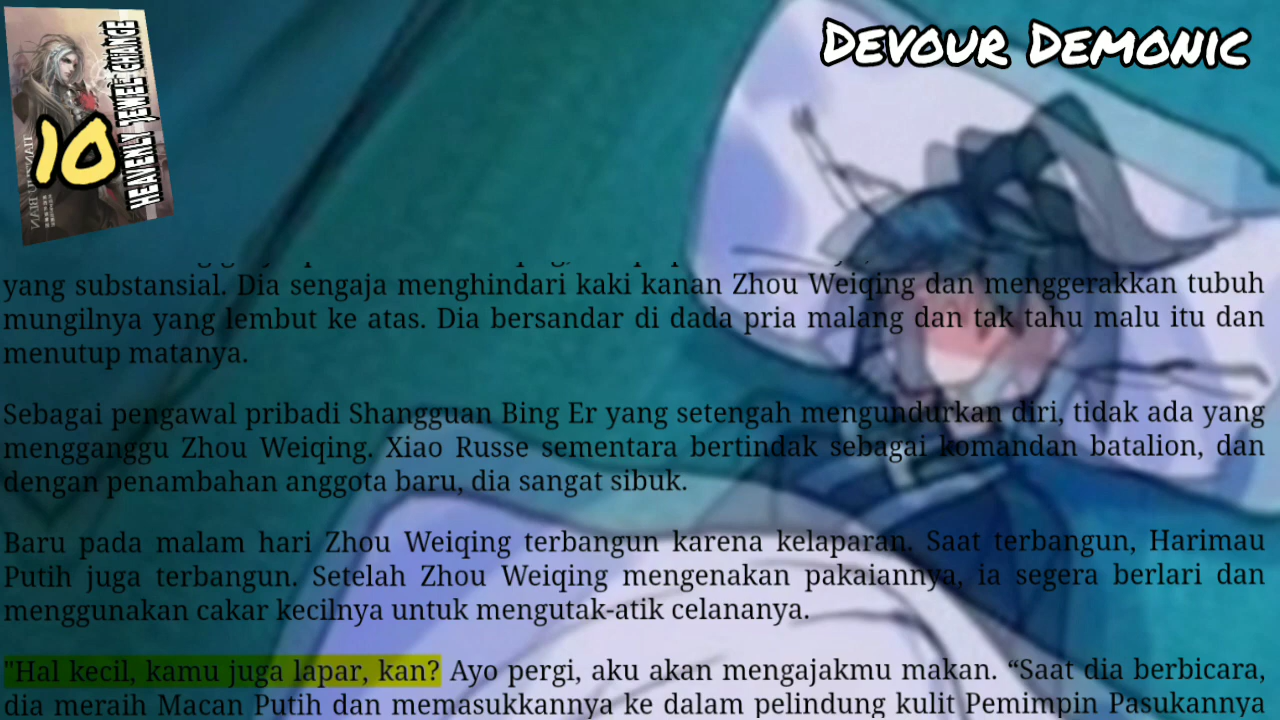 DEVOUR DEMONIC
10
HEAVENLY JEWEL CHANGE
yang substansial. Dia sengaja menghindari kaki kanan Zhou Weiqing dan menggerakkan tubuh
mungilnya yang lembut ke atas. Dia bersandar di dada pria malang dan tak tahu malu itu dan
menutup matanya.
Sebagai pengawal pribadi Shangguan Bing Er yang setengah mengundurkan diri, tidak ada yang
mengganggu Zhou Weiqing. Xiao Russe sementara bertindak sebagai komandan batalion, dan
dengan penambahan anggota baru, dia sangat sibuk.
Baru pada malam hari Zhou Weiqing terbangun karena kelaparan. Saat terbangun, Harimau
Putih juga terbangun. Setelah Zhou Weiqing mengenakan pakaiannya, ia segera berlari dan
menggunakan cakar kecilnya untuk mengutak-atik celananya.
"Hal kecil, kamu juga lapar, kan? Ayo pergi, aku akan mengajakmu makan. “Saat dia berbicara,
dia meraih Macan Putih dan memasukkannya ke dalam pelindung kulit Pemimpin Pasukannya